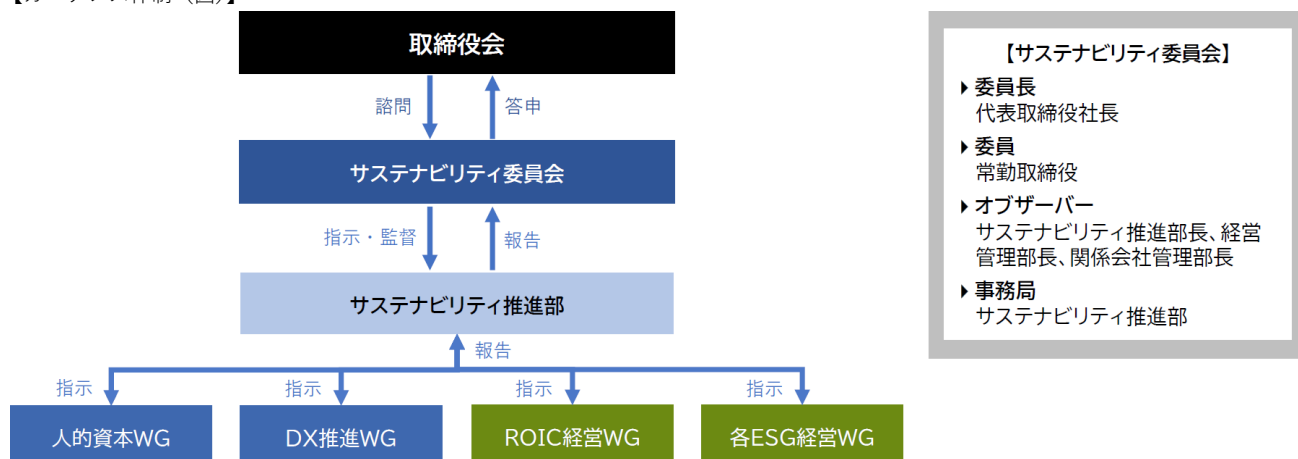 取締役会
諮問
答申
サステナビリティ委員会
指示・監督
報告
サステナビリティ推進部
報告
指示
指示
指示
指示
人的資本WG
DX推進WG
ROIC経営WG
各ESG経営WG
【サステナビリティ委員会】
委員長
代表取締役社長
委員
常勤取締役
オブザーバー
サステナビリティ推進部長、経営
管理部長、関係会社管理部長
事務局
サステナビリティ推進部